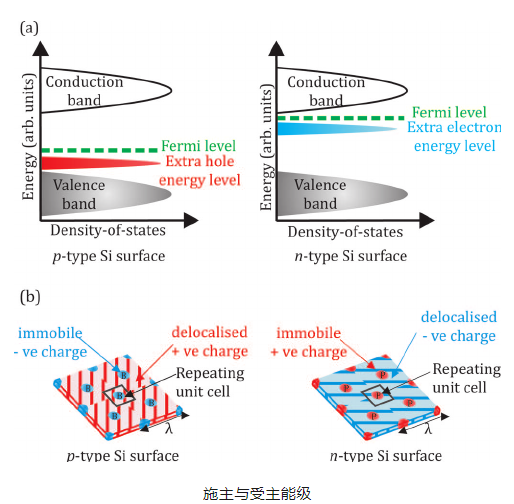 (a)
Energy (arb. units)
Conduction
band
Fermi level
Extra hole
energy level
Valence
band
Density-of-states
p-type Si surface
Energy (arb. units)
Conduction
band
Fermi level
Extra electron
energy level
Valence
band
Density-of-states
n-type Si surface
(b)
immobile
- ve charge
delocalised
+ ve charge
Repeating
unit cell
B
B
B
B
B
λ
p-type Si surface
immobile
+ ve charge
delocalised
- ve charge
Repeating
unit cell
P
P
P
P
P
λ
n-type Si surface
施主与受主能级